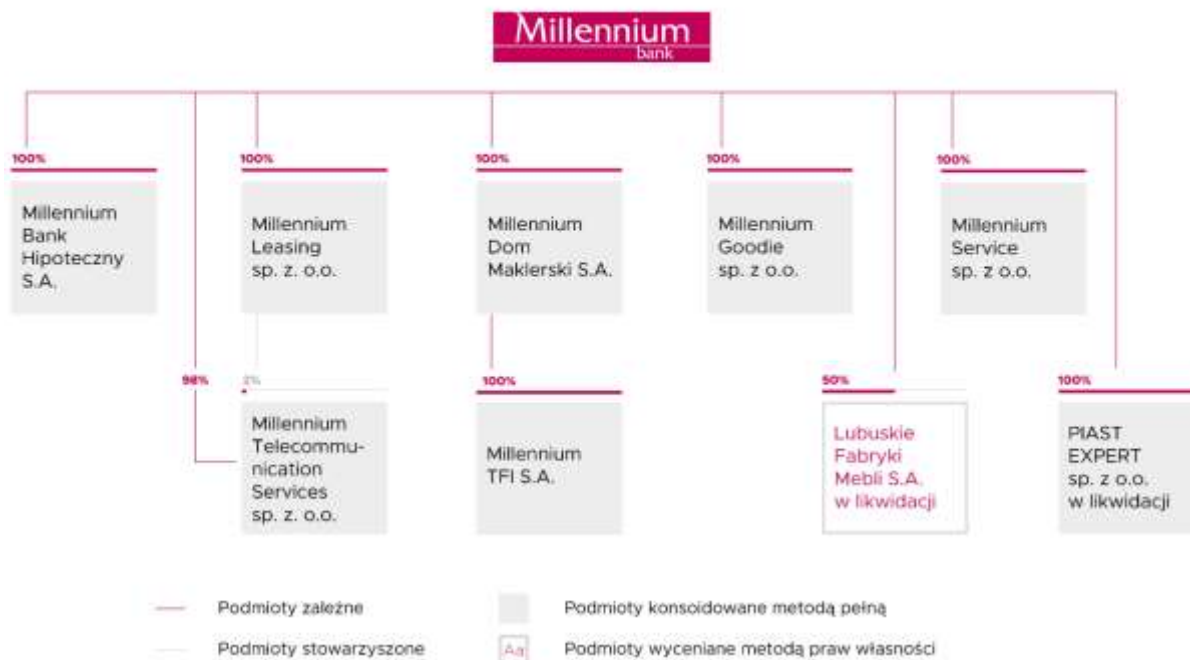 Millennium
bank
100%
100%
100%
100%
100%
Millennium
Bank
Hipoteczny
S.A.
Millennium
Leasing
sp. z. o.o.
Millennium
Dom
Maklerski S.A.
Millennium
Goodie
sp. z o.o.
Millennium
Service
sp. z o.o.
98%
2%
100%
50%
100%
Millennium
Telecommu-
nication
Services
sp. z. o.o.
Millennium
TFI S.A.
Lubuskie
Fabryki
Mebli S.A.
w likwidacji
PIAST
EXPERT
sp. z o.o.
w likwidacji
Podmioty zależne
Podmioty konsoidowane metodą pełną
Podmioty stowarzyszone
Aa
Podmioty wyceniane metodą praw własności